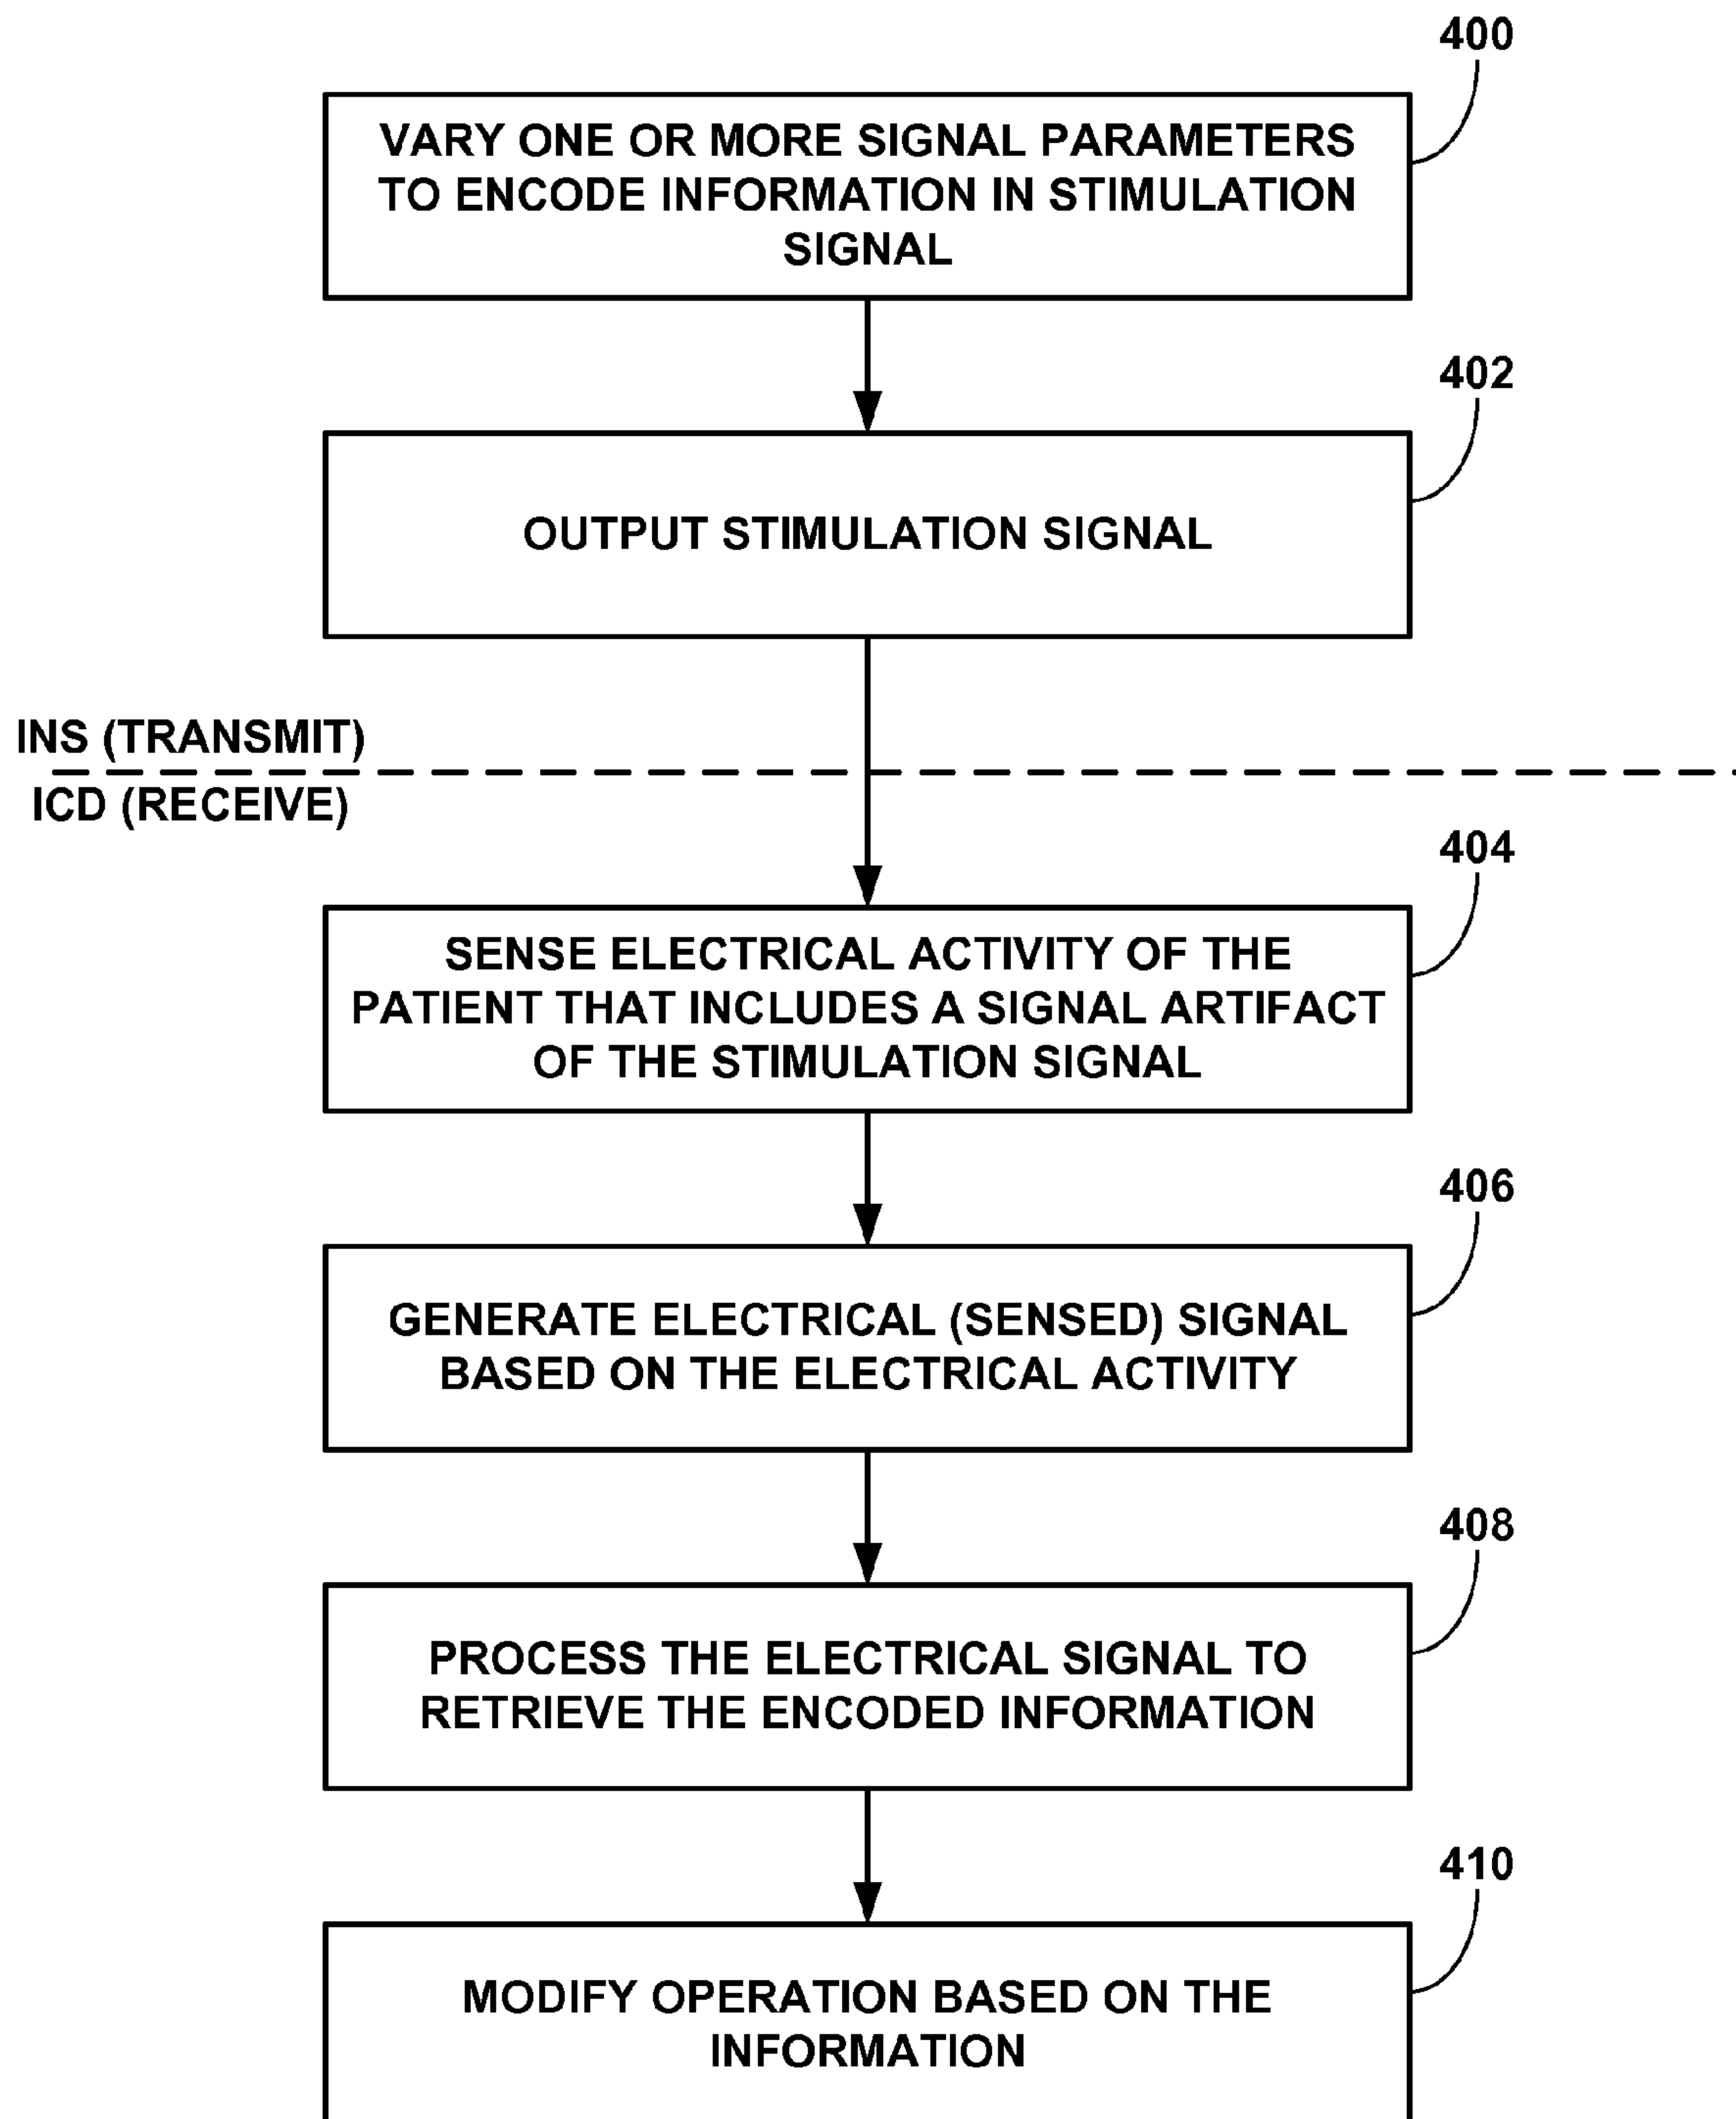 400
VARY ONE OR MORE SIGNAL PARAMETERS
TO ENCODE INFORMATION IN STIMULATION
SIGNAL
402
OUTPUT STIMULATION SIGNAL
INS (TRANSMIT)
ICD (RECEIVE)
404
SENSE ELECTRICAL ACTIVITY OF THE
PATIENT THAT INCLUDES A SIGNAL ARTIFACT
OF THE STIMULATION SIGNAL
406
GENERATE ELECTRICAL (SENSED) SIGNAL
BASED ON THE ELECTRICAL ACTIVITY
408
PROCESS THE ELECTRICAL SIGNAL TO
RETRIEVE THE ENCODED INFORMATION
410
MODIFY OPERATION BASED ON THE
INFORMATION